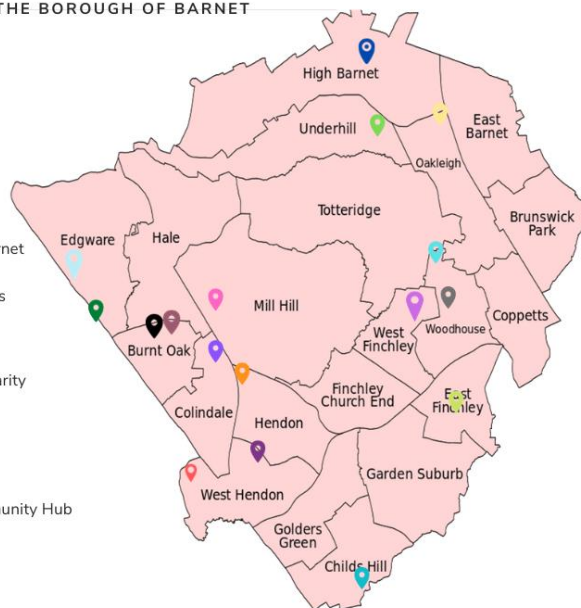 THE BOROUGH OF BARNET
High Barnet
Underhill
East
Barnet
Oakleigh
Totteridge
Brunswick
Park
Edgware
Hale
rnet
s
Mill Hill
Coppetts
Woodhouse
West
Finchley
Burnt Oak
arity
Finchley
Church End
East
Finchley
Colindale
Hendon
Garden Suburb
West Hendon
unity Hub
Golders
Green
Childs Hill